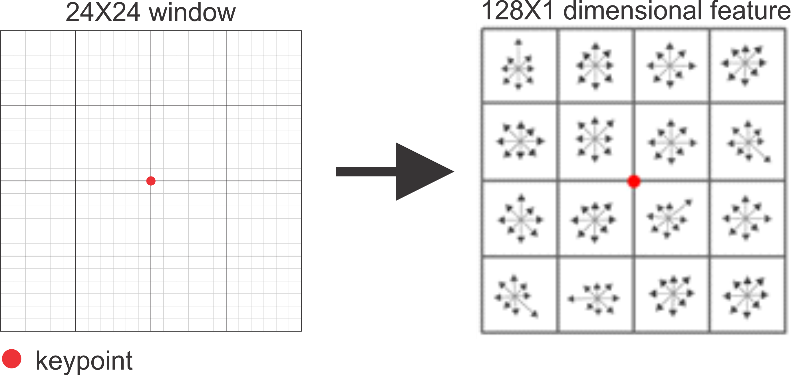 24X24 window
128X1 dimensional feature
keypoint